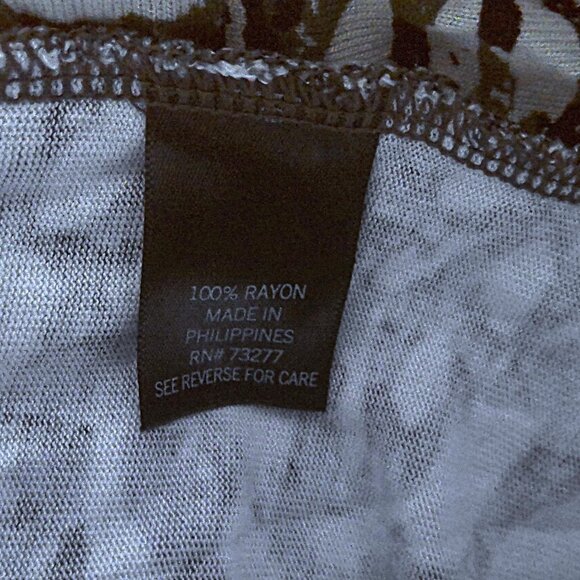 100% RAYON
MADE IN
PHILIPPINES
RN# 73277
SEE REVERSE FOR CARE